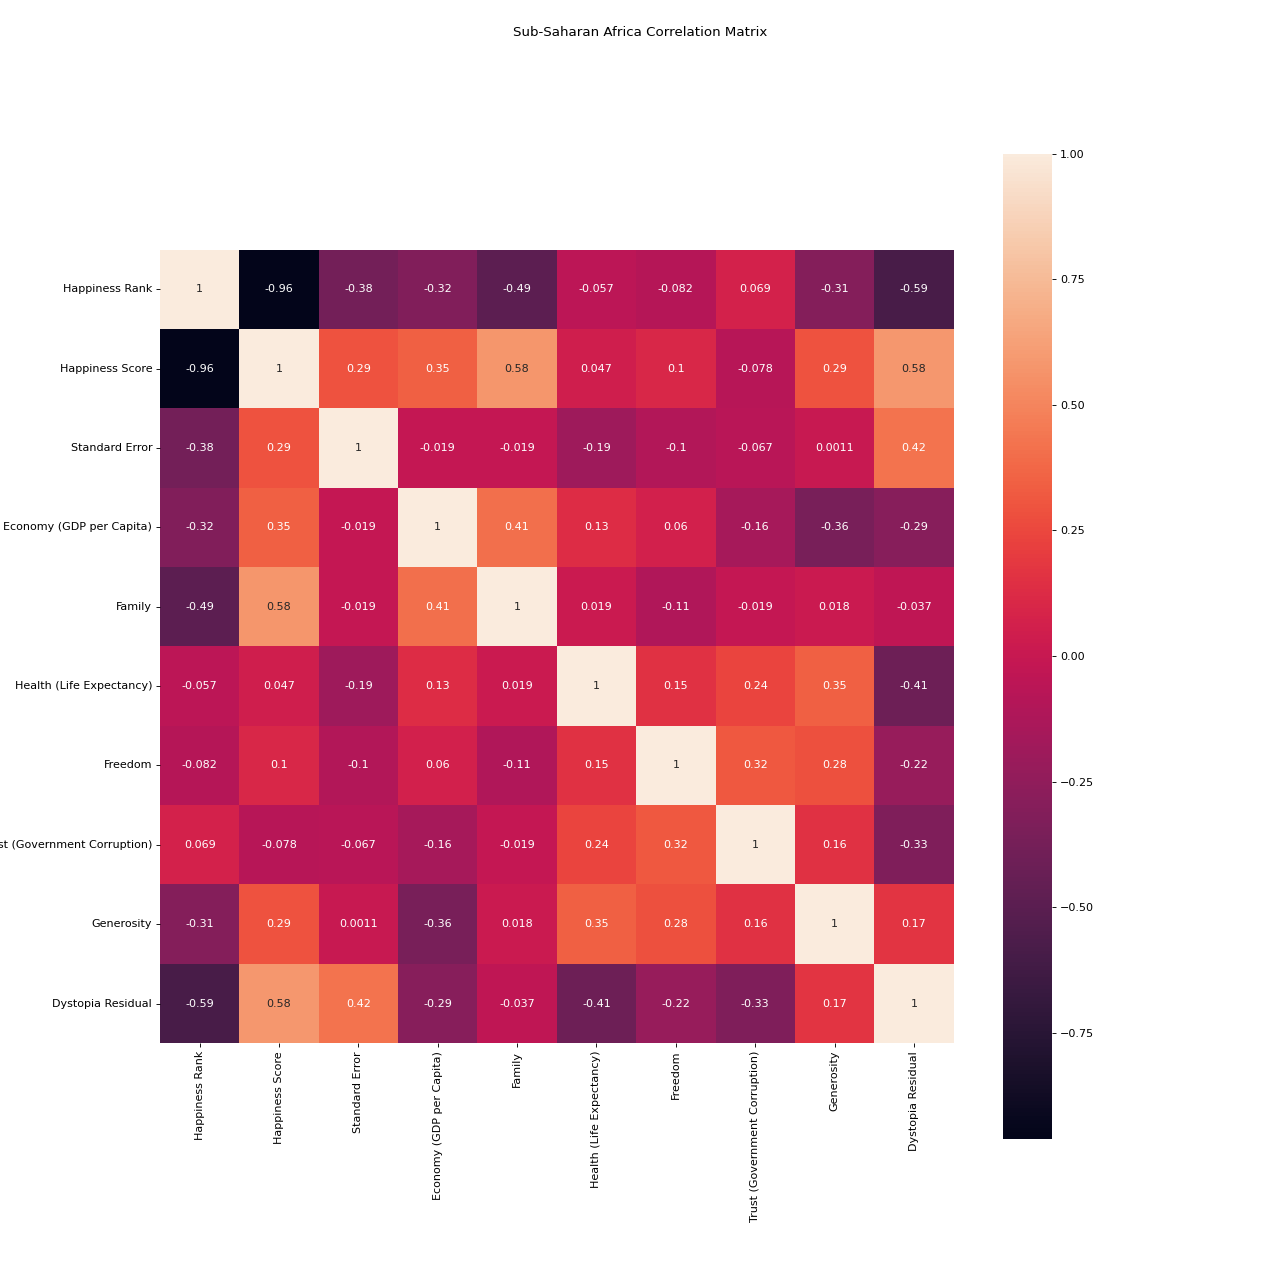 Sub-Saharan Africa Correlation Matrix
1.00
Happiness Rank 1 -0.96 -0.38 -0.32 -0.49 -0.057 -0.082 0.069 -0.31 -0.59
0.75
Happiness Score -0.96 1 0.29 0.35 0.58 0.047 0.1 -0.078 0.29 0.58
0.50
Standard Error -0.38 0.29 1 -0.019 -0.019 -0.19 -0.1 -0.067 0.0011 0.42
Economy (GDP per Capita) -0.32 0.35 -0.019 1 0.41 0.13 0.06 -0.16 -0.36 -0.29
0.25
Family -0.49 0.58 -0.019 0.41 1 0.019 -0.11 -0.019 0.018 -0.037
0.00
Health (Life Expectancy) -0.057 0.047 -0.19 0.13 0.019 1 0.15 0.24 0.35 -0.41
Freedom -0.082 0.1 -0.1 0.06 -0.11 0.15 1 0.32 0.28 -0.22
−0.25
st (Government Corruption) 0.069 -0.078 -0.067 -0.16 -0.019 0.24 0.32 1 0.16 -0.33
−0.50
Generosity -0.31 0.29 0.0011 -0.36 0.018 0.35 0.28 0.16 1 0.17
Dystopia Residual -0.59 0.58 0.42 -0.29 -0.037 -0.41 -0.22 -0.33 0.17 1
−0.75
Happiness Rank
Happiness Score
Standard Error
Economy (GDP per Capita)
Family
Health (Life Expectancy)
Freedom
Trust (Government Corruption)
Generosity
Dystopia Residual